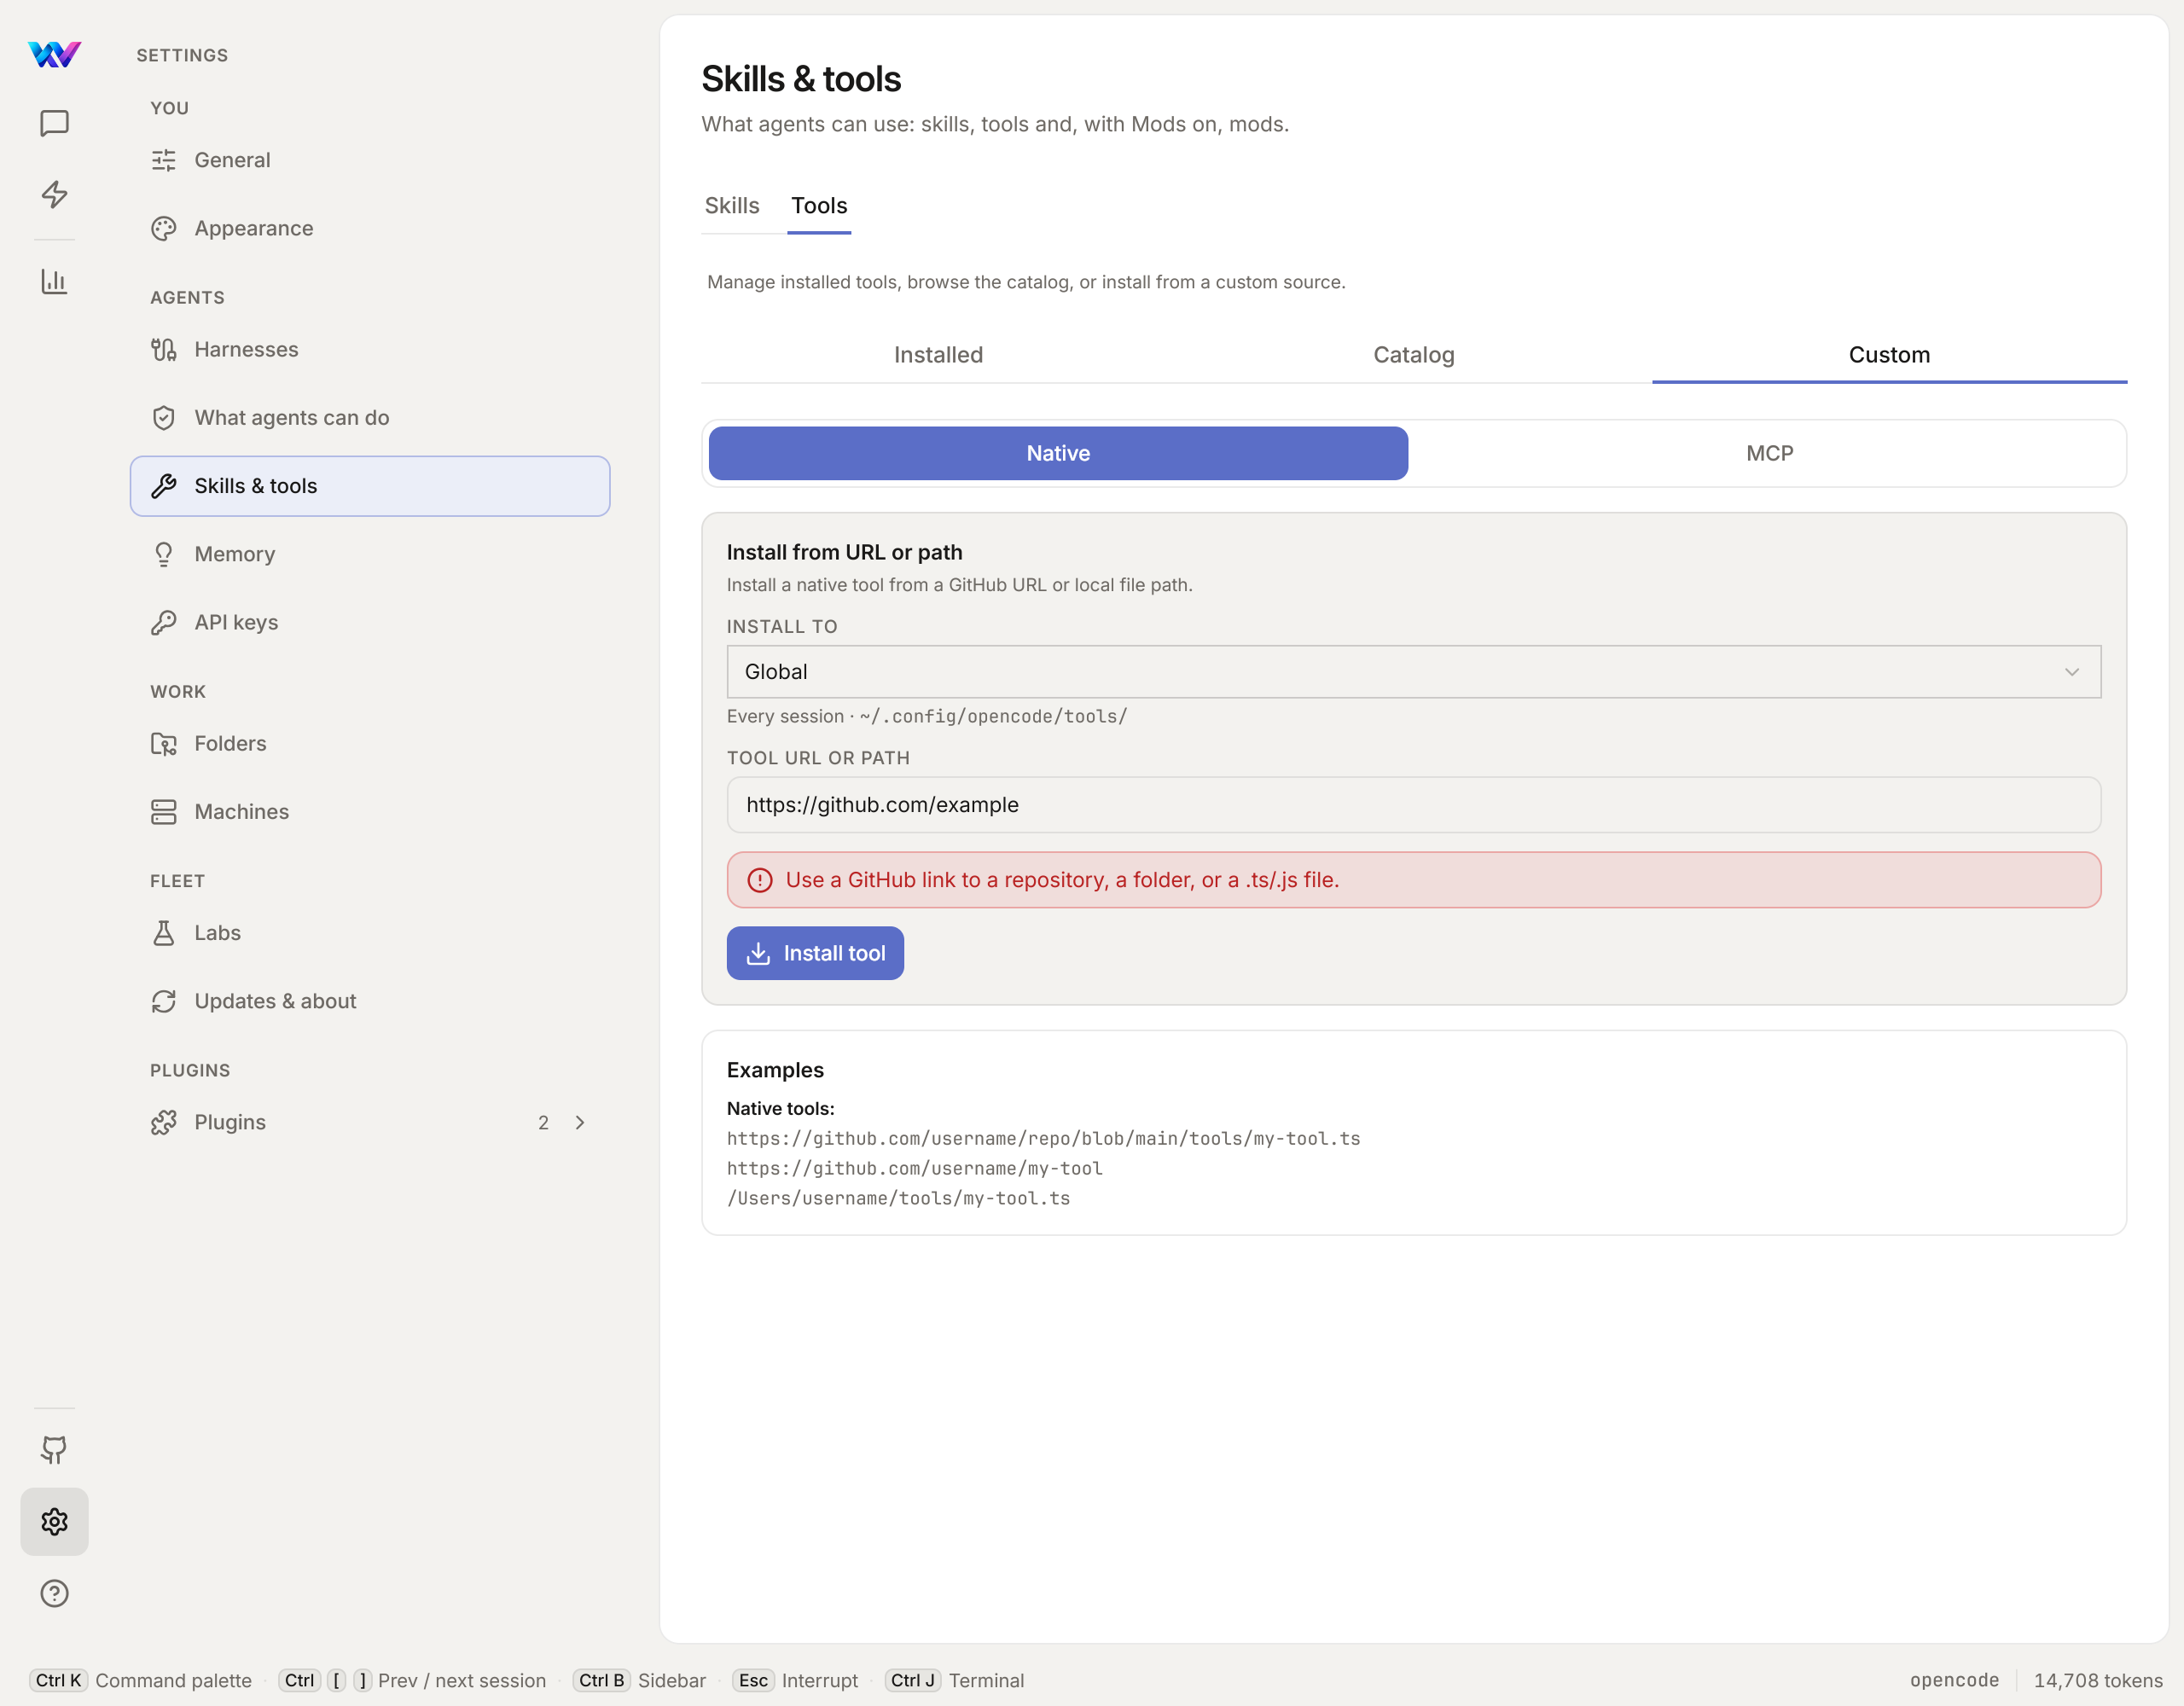 SETTINGS
YOU
General
Appearance
AGENTS
Harnesses
What agents can do
Skills & tools
Memory
API keys
WORK
Folders
Machines
FLEET
Labs
Updates & about
PLUGINS
Plugins 2
Skills & tools
What agents can use: skills, tools and, with Mods on, mods.
Skills Tools
Manage installed tools, browse the catalog, or install from a custom source.
Installed Catalog Custom
Native MCP
Install from URL or path
Install a native tool from a GitHub URL or local file path.
INSTALL TO
Global
Every session · ~/.config/opencode/tools/
TOOL URL OR PATH
https://github.com/example
Use a GitHub link to a repository, a folder, or a .ts/.js file.
Install tool
Examples
Native tools:
https://github.com/username/repo/blob/main/tools/my-tool.ts
https://github.com/username/my-tool
/Users/username/tools/my-tool.ts
Ctrl K Command palette · Ctrl [ ] Prev / next session · Ctrl B Sidebar · Esc Interrupt · Ctrl J Terminal opencode 14,708 tokens